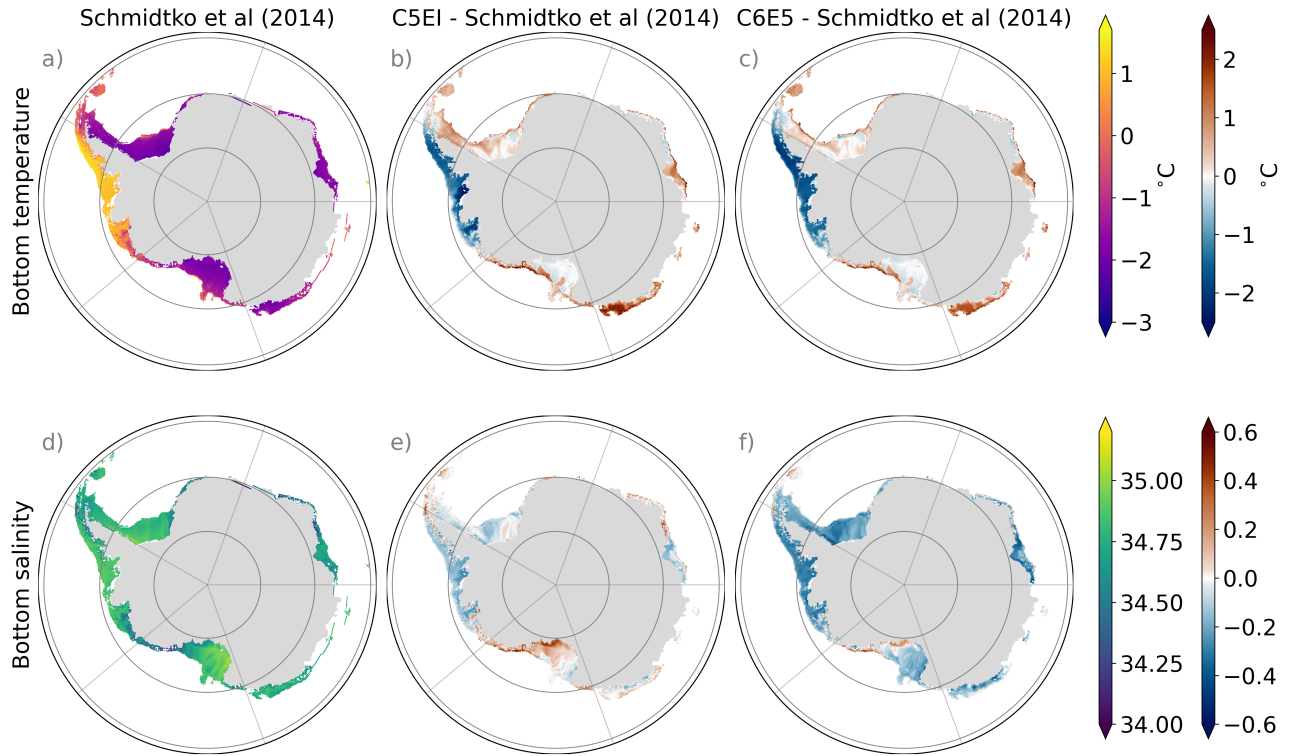 Schmidtko et al (2014)
C5EI - Schmidtko et al (2014)
C6E5 - Schmidtko et al (2014)
Bottom temperature
a)
b)
c)
1
0
−1
−2
−3
°C
2
1
0
−1
−2
°C
Bottom salinity
d)
e)
f)
35.00
34.75
34.50
34.25
34.00
0.6
0.4
0.2
0.0
−0.2
−0.4
−0.6